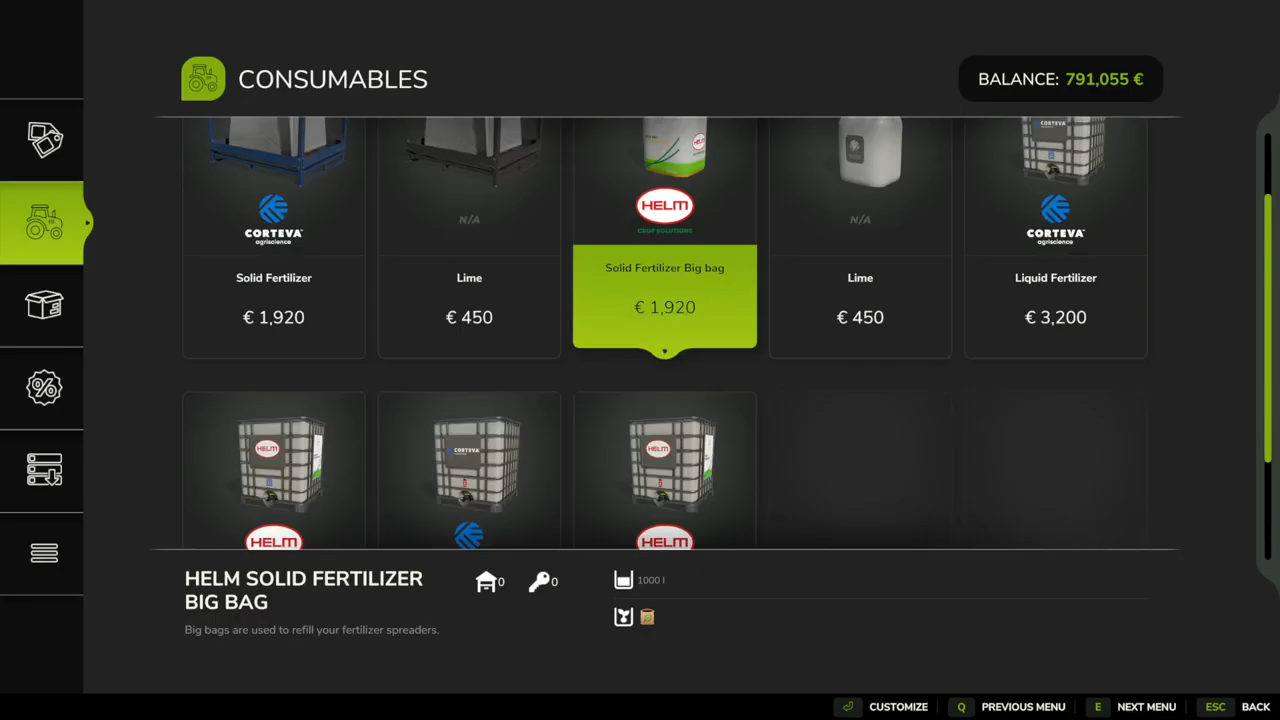 CONSUMABLES
BALANCE: 791,055 €
CORTEVA
HELM
CORTEVA
agriscience
N/A
HELM
CROP SOLUTIONS
N/A
CORTEVA
agriscience
Solid Fertilizer
Lime
Solid Fertilizer Big bag
Lime
Liquid Fertilizer
€ 1,920
€ 450
€ 1,920
€ 450
€ 3,200
HELM
CORTEVA
HELM
HELM
HELM
HELM SOLID FERTILIZER
BIG BAG
0
0
1000 l
Big bags are used to refill your fertilizer spreaders.
CUSTOMIZE
Q PREVIOUS MENU
E NEXT MENU
ESC BACK